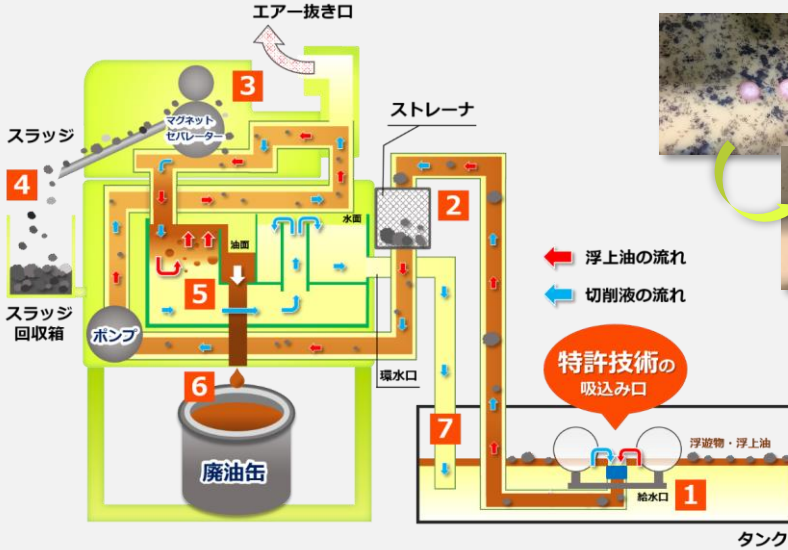 エアー抜き口
3
マグネット
セパレーター
ストレーナ
スラッジ
4
2
水面
油面
浮上油の流れ
切削液の流れ
5
スラッジ
回収箱
ポンプ
特許技術の
吸込み口
環水口
6
7
浮遊物・浮上油
廃油缶
給水口
1
タンク